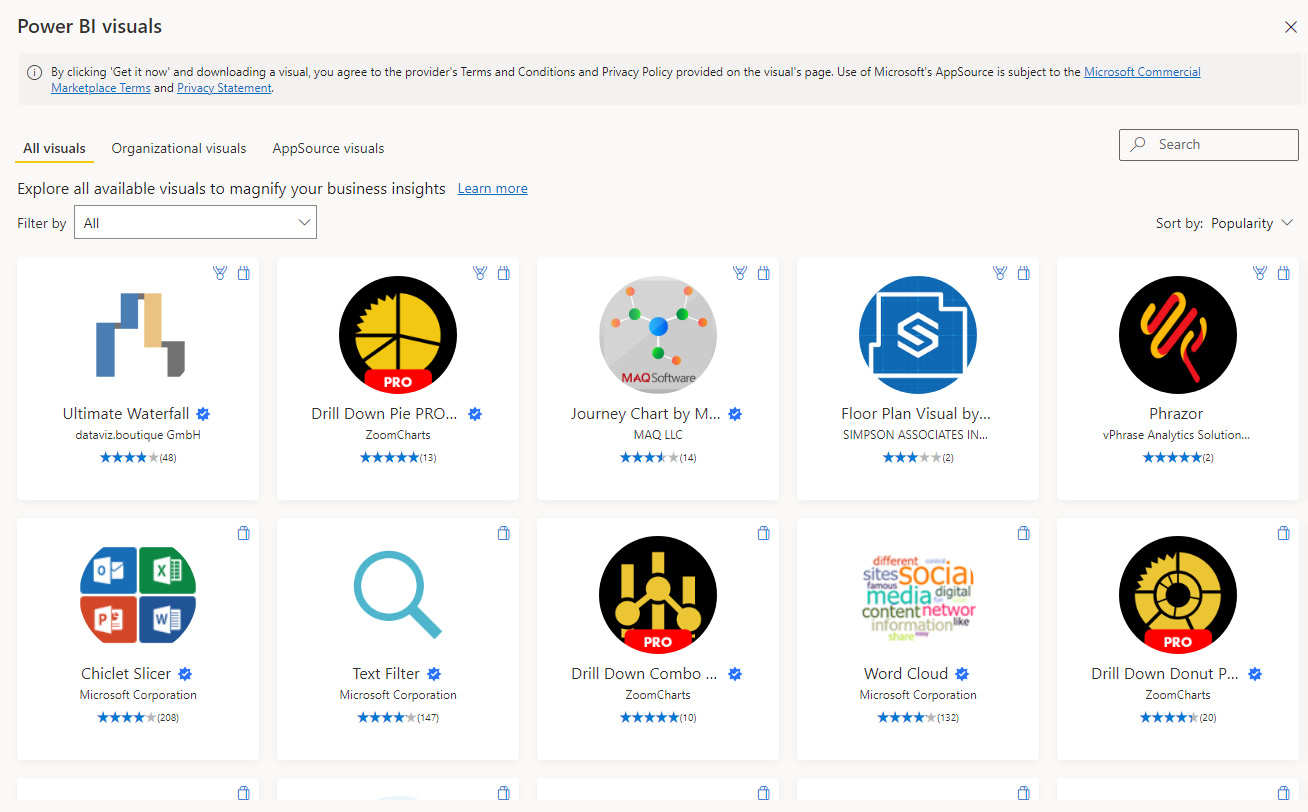 Power BI visuals
By clicking 'Get it now' and downloading a visual, you agree to the provider's Terms and Conditions and Privacy Policy provided on the visual's page. Use of Microsoft's AppSource is subject to the Microsoft Commercial
Marketplace Terms and Privacy Statement.
All visuals
Organizational visuals
AppSource visuals
Search
Explore all available visuals to magnify your business insights Learn more
Filter by
All
Sort by: Popularity
Ultimate Waterfall
dataviz.boutique GmbH
(48)
PRO
Drill Down Pie PRO...
ZoomCharts
(13)
MAQ Software
Journey Chart by M...
MAQ LLC
(14)
S
Floor Plan Visual by...
SIMPSON ASSOCIATES IN...
(2)
Phrazor
vPhrase Analytics Solution...
(2)
O
X
P
W
Chiclet Slicer
Microsoft Corporation
(208)
Text Filter
Microsoft Corporation
(147)
PRO
Drill Down Combo ...
ZoomCharts
(10)
different
control
sites
social
famous
media
digital
content
networ
information
like
share
easy
Word Cloud
Microsoft Corporation
(132)
PRO
Drill Down Donut P...
ZoomCharts
(20)